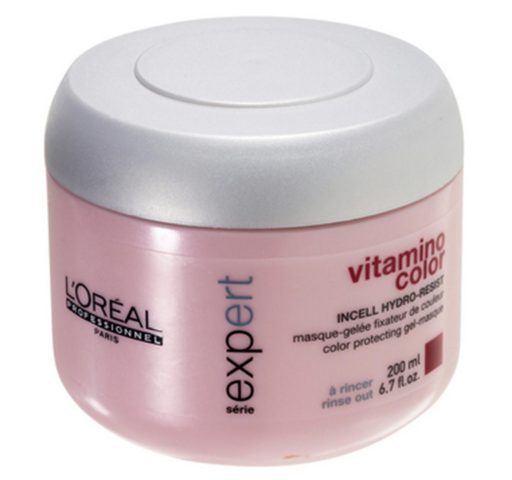 L'ORÉAL
PROFESSIONNEL
PARIS
série expert
vitamino
color
INCELL HYDRO-RESIST
masque-gelée fixateur de couleur
color protecting gel-masque
200 ml
6.7 fl.oz.
à rincer
rinse out